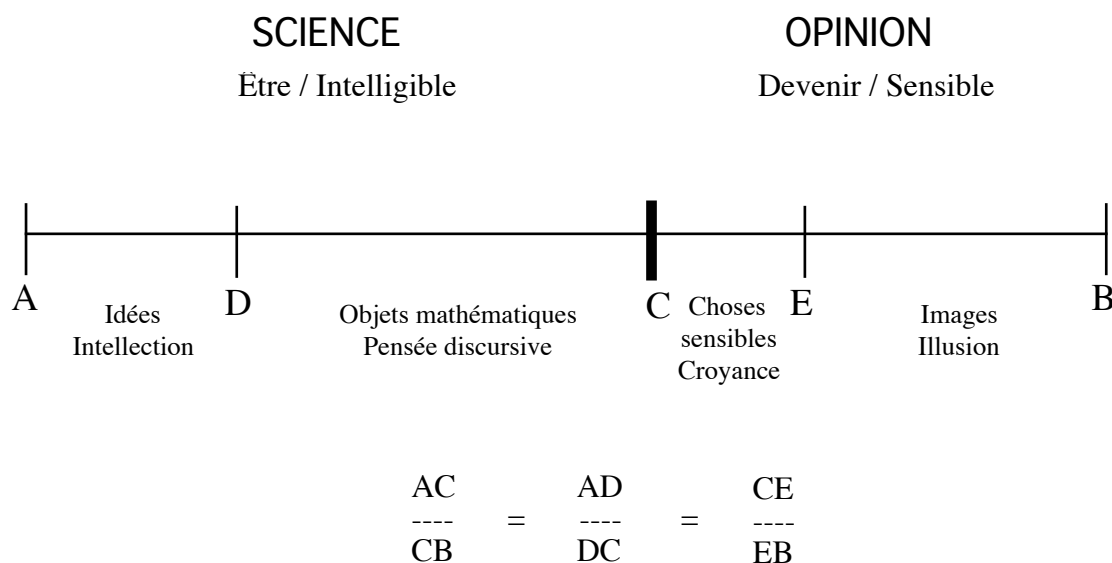 SCIENCE OPINION
Être / Intelligible Devenir / Sensible
A D C E B
Idées
Intellection
Objets mathématiques
Pensée discursive
Choses
sensibles
Croyance
Images
Illusion
AC AD CE
---- = ---- = ----
CB DC EB